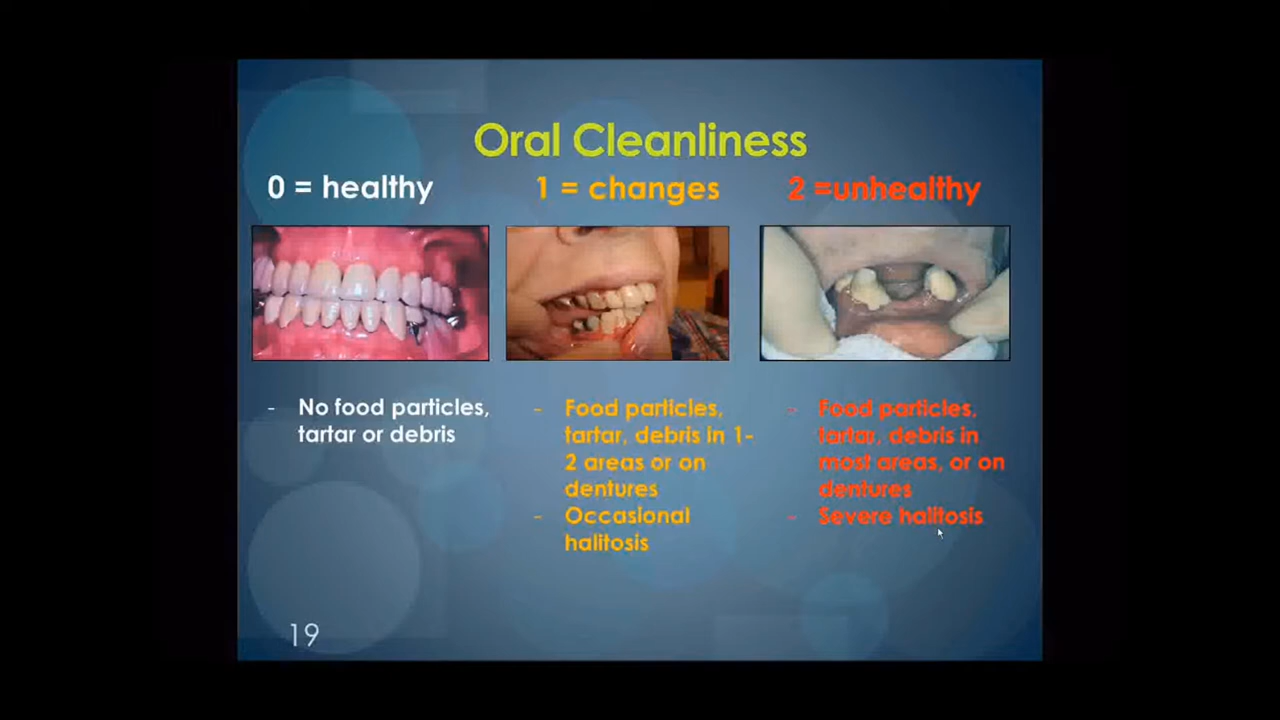 Oral Cleanliness
0 = healthy
1 = changes
2 =unhealthy
- No food particles,
tartar or debris
- Food particles,
tartar, debris in 1-
2 areas or on
dentures
- Occasional
halitosis
- Food particles,
tartar, debris in
most areas, or on
dentures
- Severe halitosis
19